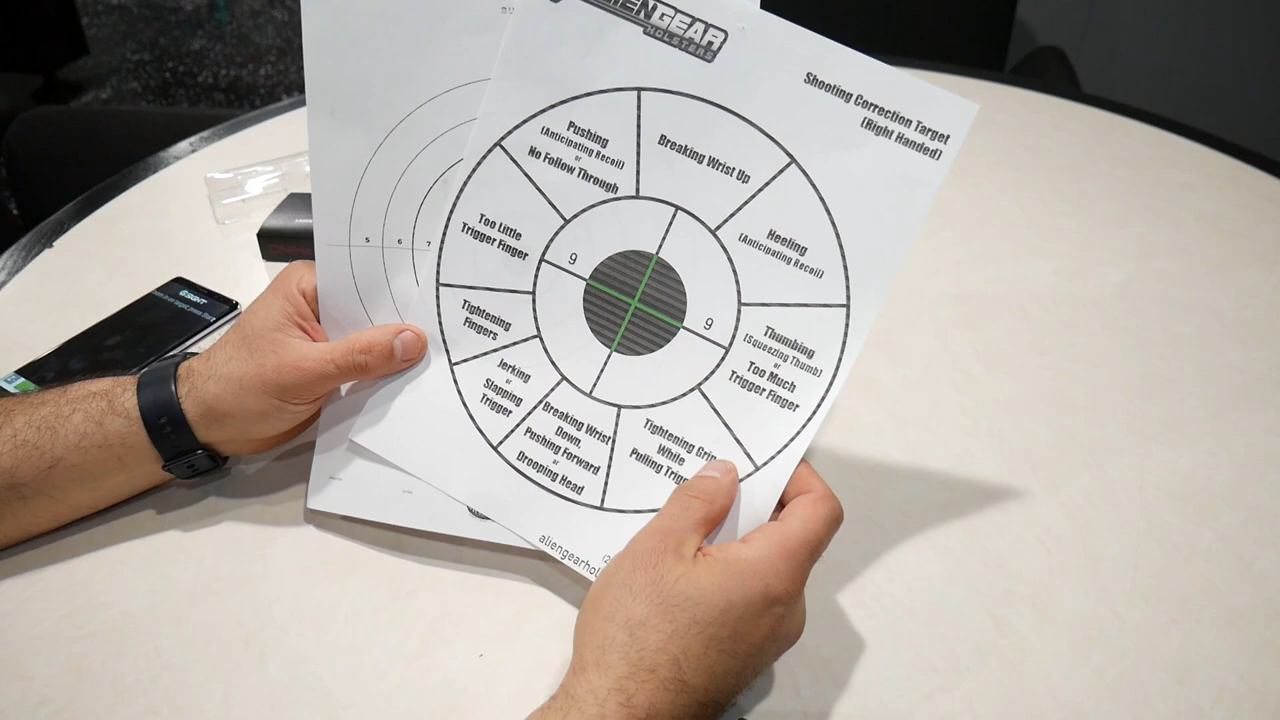 ALIENGEAR
HOLSTERS
Shooting Correction Target
(Right Handed)
Pushing
(Anticipating Recoil)
or
No Follow Through
Breaking Wrist Up
Heeling
(Anticipating Recoil)
Too Little
Trigger Finger
Tightening
Fingers
Jerking
or
Slapping
Trigger
Breaking Wrist
Down,
Pushing Forward
or
Drooping Head
Tightening Grip
While
Pulling
Thumbing
(Squeezing Thumb)
or
Too Much
Trigger Finger
9
9
5
6
7
SIGHT